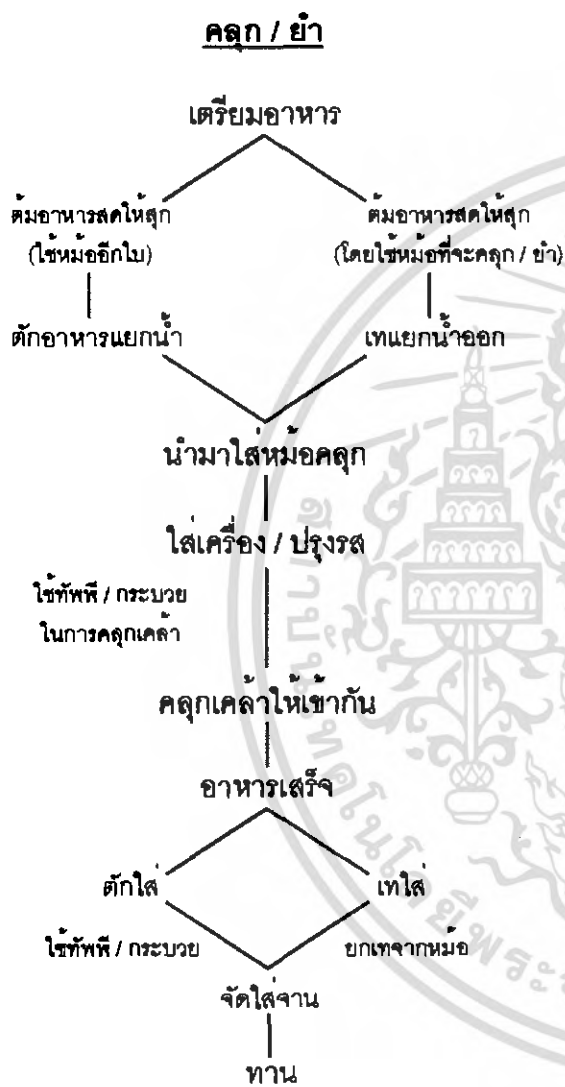 คลุก / ยำ
เตรียมอาหาร
ต้มอาหารสดให้สุก
(ใช้หม้ออีกใบ)
ต้มอาหารสดให้สุก
(โดยใช้หม้อที่จะคลุก / ยำ)
ตักอาหารแยกน้ำ
เทแยกน้ำออก
นำมาใส่หม้อคลุก
ใส่เครื่อง / ปรุงรส
ใช้ทัพพี / กระบวย
ในการคลุกเคล้า
คลุกเคล้าให้เข้ากัน
อาหารเสร็จ
ตักใส่
เทใส่
ใช้ทัพพี / กระบวย
ยกเทจากหม้อ
จัดใส่จาน
ทาน